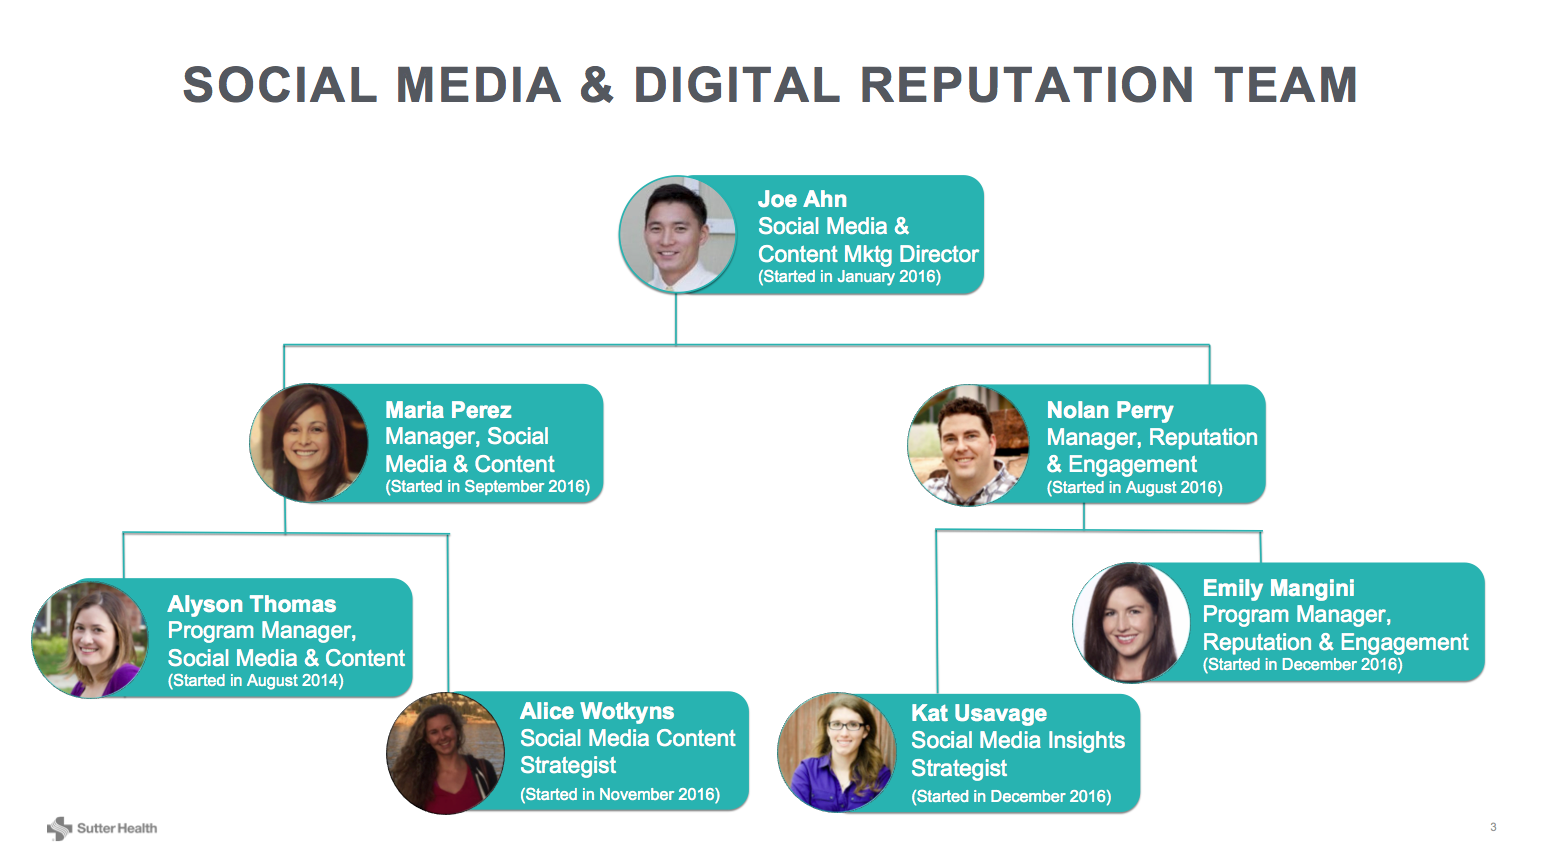 SOCIAL MEDIA & DIGITAL REPUTATION TEAM
Joe Ahn
Social Media &
Content Mktg Director
(Started in January 2016)
Maria Perez
Manager, Social
Media & Content
(Started in September 2016)
Nolan Perry
Manager, Reputation
& Engagement
(Started in August 2016)
Alyson Thomas
Program Manager,
Social Media & Content
(Started in August 2014)
Alice Wotkyns
Social Media Content
Strategist
(Started in November 2016)
Kat Usavage
Social Media Insights
Strategist
(Started in December 2016)
Emily Mangini
Program Manager,
Reputation & Engagement
(Started in December 2016)
Sutter Health
3